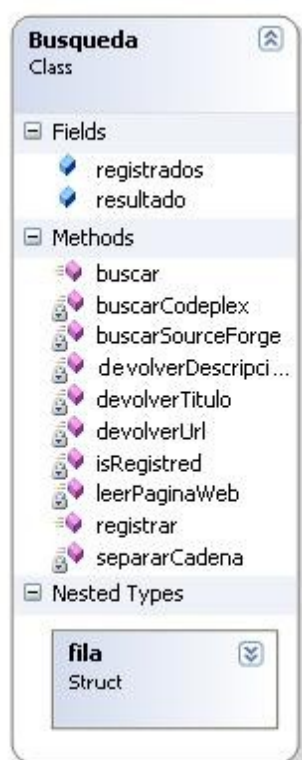 Busqueda
Class
Fields
registrados
resultado
Methods
buscar
buscarCodeplex
buscarSourceForge
devolverDescripci...
devolverTitulo
devolverUrl
isRegistred
leerPaginaWeb
registrar
separarCadena
Nested Types
fila
Struct